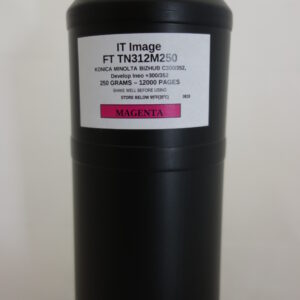 IT Image
FT TN312M250
KONICA MINOLTA BIZHUB C300/352,
Develop Ineo +300/352
250 GRAMS – 12000 PAGES
SHAKE WELL BEFORE USING
STORE BELOW
MAGENTA